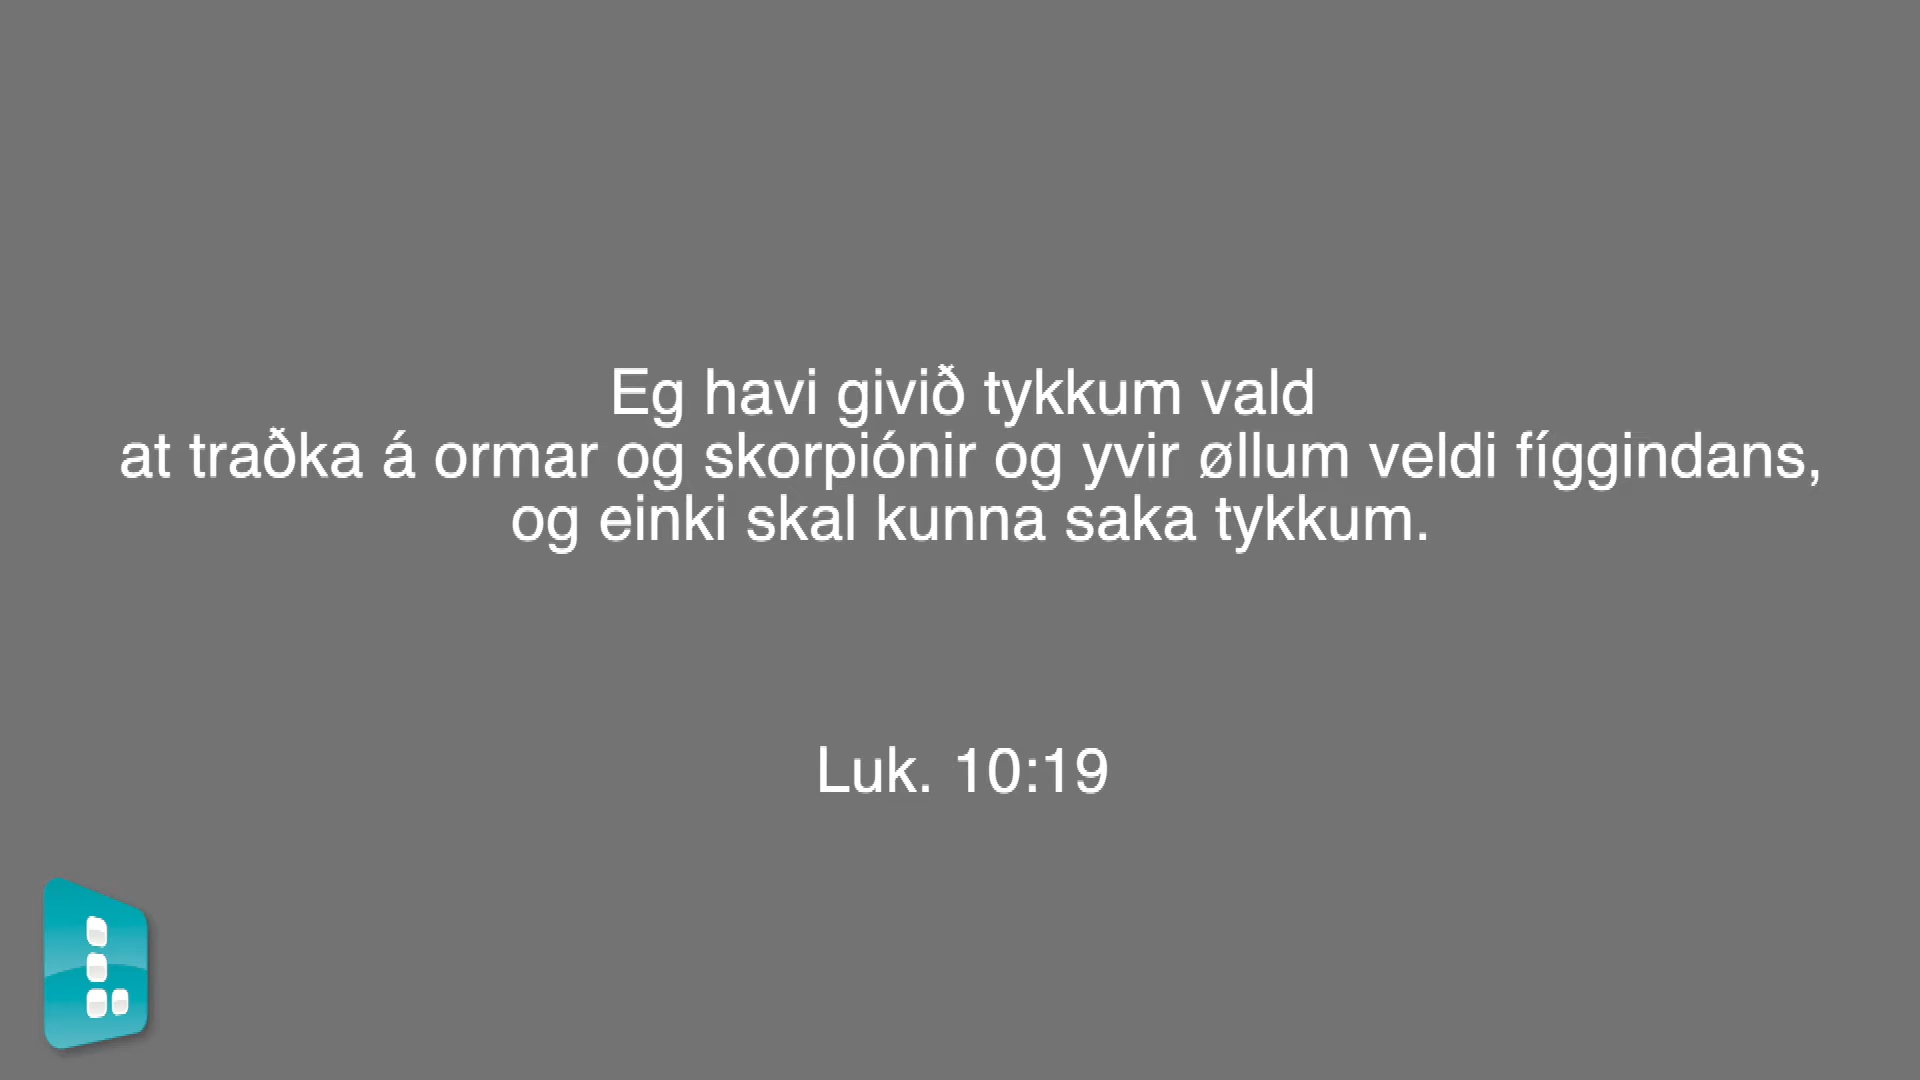 Eg havi givið tykkum vald
at traðka á ormar og skorpiónir og yvir øllum veldi fíggindans,
og einki skal kunna saka tykkum.
Luk. 10:19